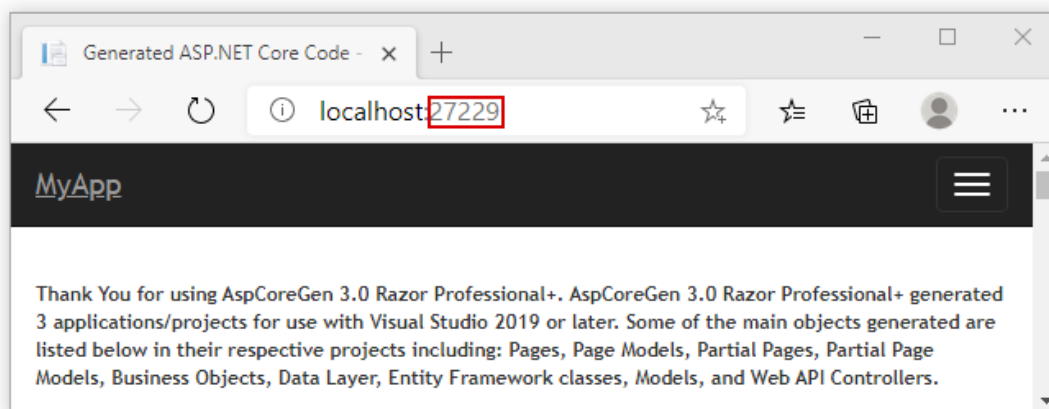 Generated ASP.NET Core Code -
localhost:27229
MyApp
Thank You for using AspCoreGen 3.0 Razor Professional+. AspCoreGen 3.0 Razor Professional+ generated
3 applications/projects for use with Visual Studio 2019 or later. Some of the main objects generated are
listed below in their respective projects including: Pages, Page Models, Partial Pages, Partial Page
Models, Business Objects, Data Layer, Entity Framework classes, Models, and Web API Controllers.